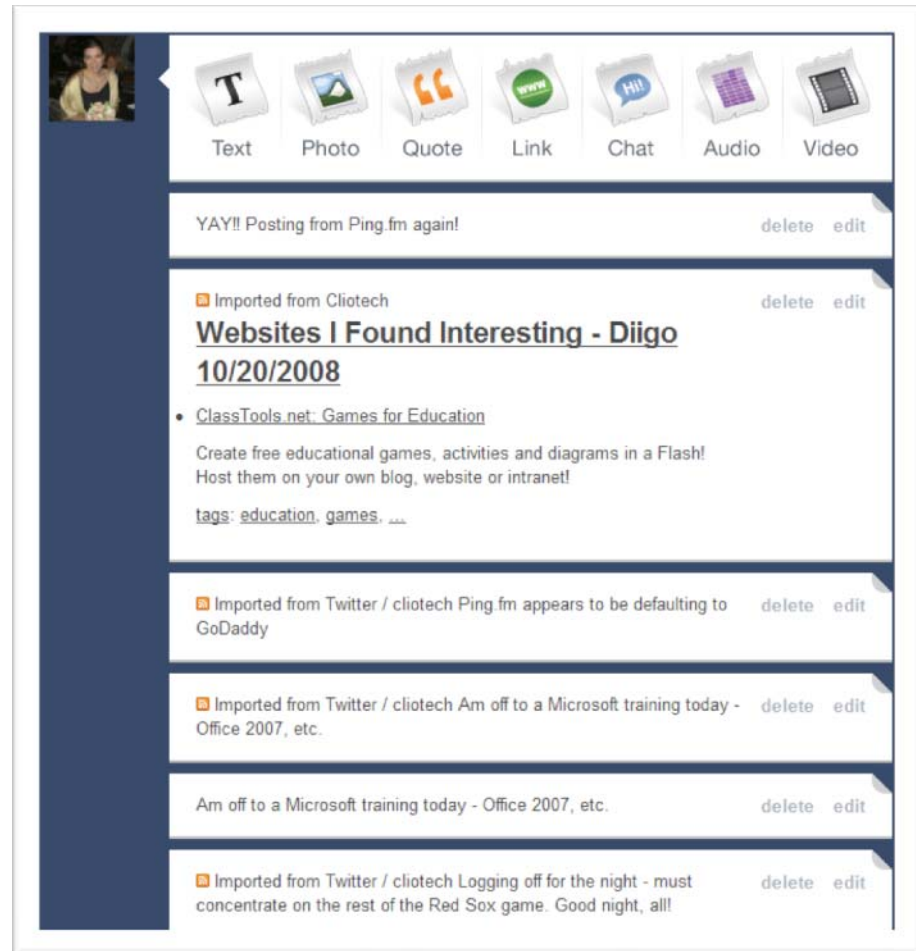 T
www
Hi!
Text Photo Quote Link Chat Audio Video
YAY!! Posting from Ping.fm again!
delete edit
Imported from Cliotech
delete edit
Websites I Found Interesting - Diigo
10/20/2008
• ClassTools.net: Games for Education
Create free educational games, activities and diagrams in a Flash!
Host them on your own blog, website or intranet!
tags: education, games, ...
Imported from Twitter / cliotech Ping.fm appears to be defaulting to
GoDaddy
delete edit
Imported from Twitter / cliotech Am off to a Microsoft training today -
Office 2007, etc.
delete edit
Am off to a Microsoft training today - Office 2007, etc.
delete edit
Imported from Twitter / cliotech Logging off for the night - must
concentrate on the rest of the Red Sox game. Good night, all!
delete edit